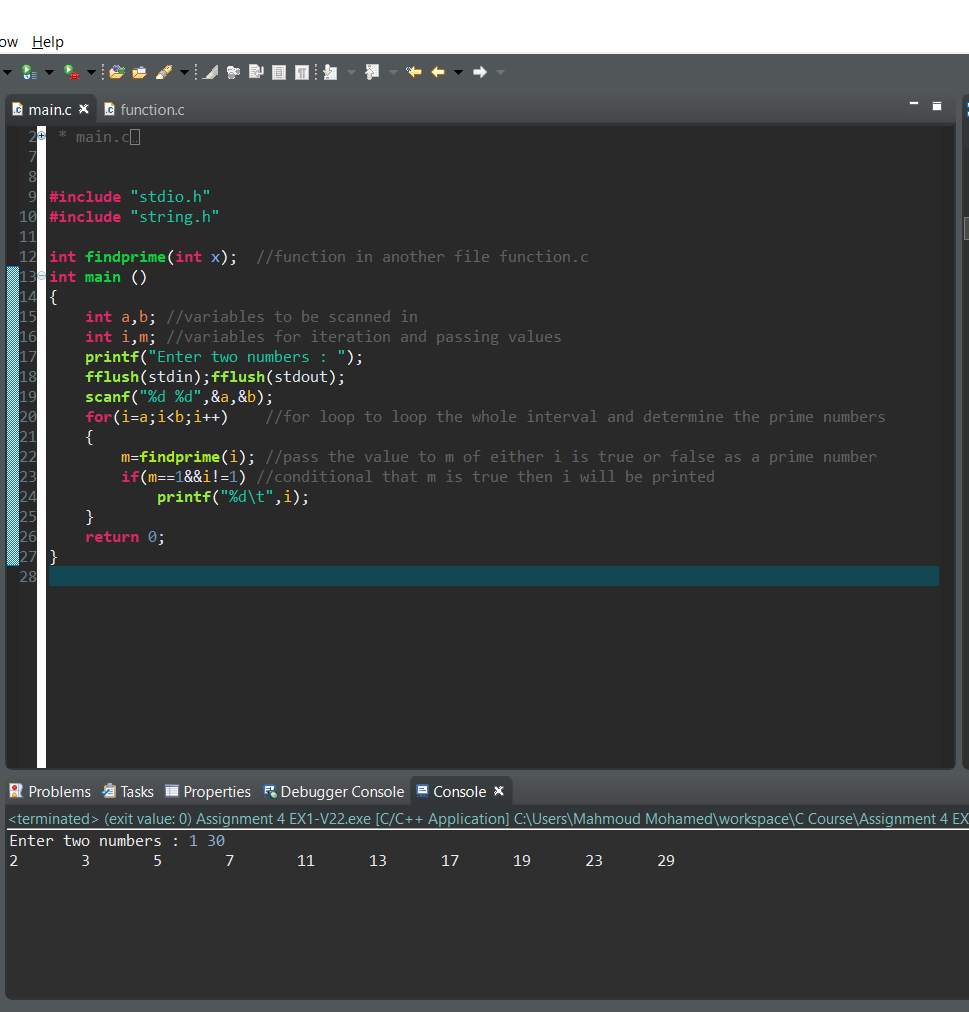 ow Help
main.c function.c
2 * main.c
7
8
9 #include "stdio.h"
10 #include "string.h"
11
12 int findprime(int x);  //function in another file function.c
13 int main ()
14 {
15     int a,b; //variables to be scanned in
16     int i,m; //variables for iteration and passing values
17     printf("Enter two numbers : ");
18     fflush(stdin);fflush(stdout);
19     scanf("%d %d",&a,&b);
20     for(i=a;i<b;i++)    //for loop to loop the whole interval and determine the prime numbers
21     {
22         m=findprime(i); //pass the value to m of either i is true or false as a prime number
23         if(m==1&&i!=1) //conditional that m is true then i will be printed
24             printf("%d\t",i);
25     }
26     return 0;
27 }
28
Problems Tasks Properties Debugger Console Console
<terminated> (exit value: 0) Assignment 4 EX1-V22.exe [C/C++ Application] C:\Users\Mahmoud Mohamed\workspace\C Course\Assignment 4 EX
Enter two numbers : 1 30
2 3 5 7 11 13 17 19 23 29